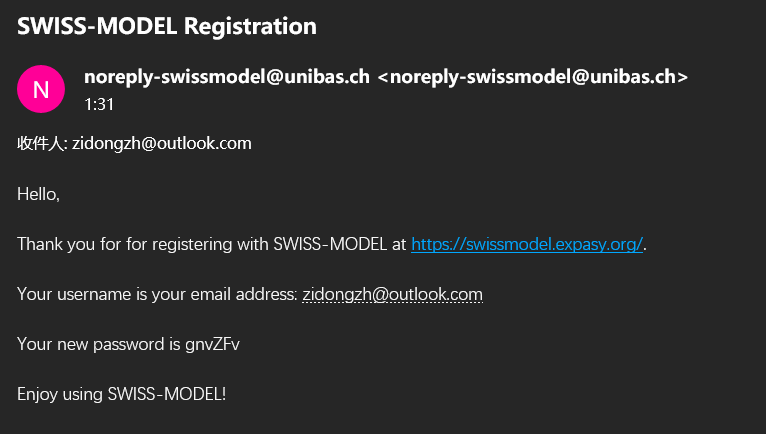 SWISS-MODEL Registration
N
noreply-swissmodel@unibas.ch <noreply-swissmodel@unibas.ch>
1:31
收件人: zidongzh@outlook.com
Hello,
Thank you for for registering with SWISS-MODEL at https://swissmodel.expasy.org/.
Your username is your email address: zidongzh@outlook.com
Your new password is gnvZFv
Enjoy using SWISS-MODEL!